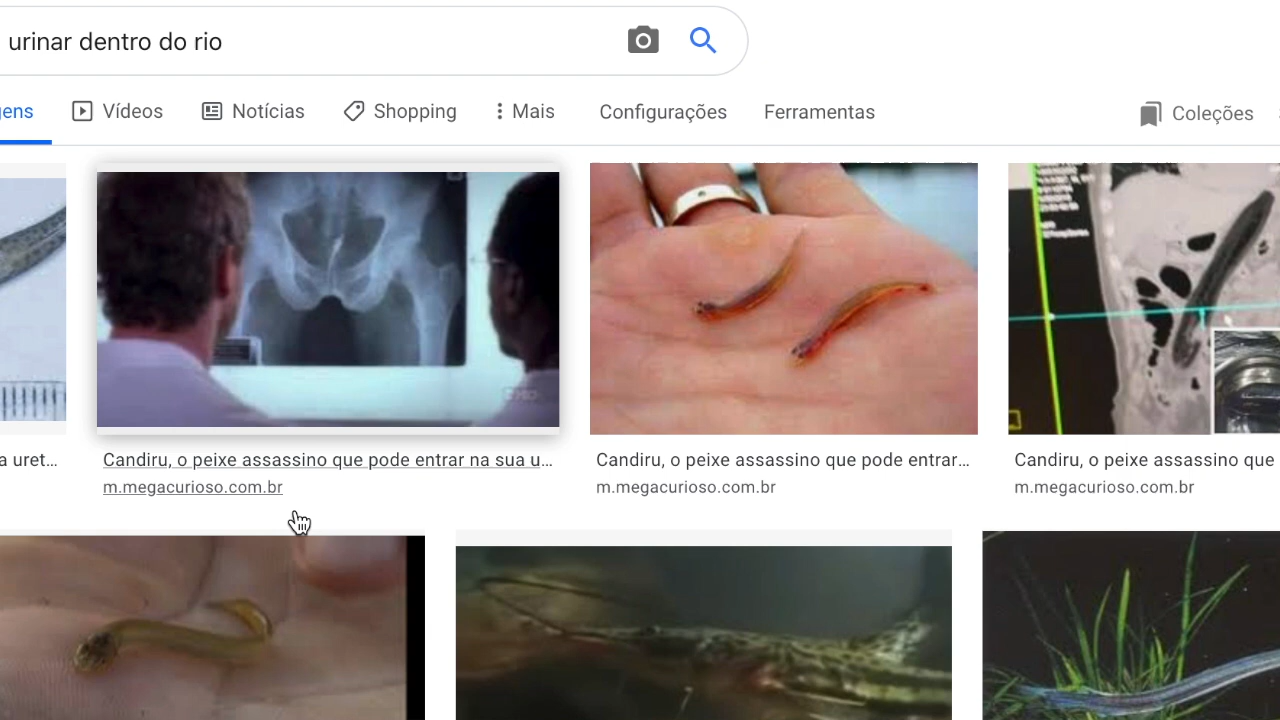 urinar dentro do rio
gens
Vídeos
Notícias
Shopping
Mais
Configurações
Ferramentas
Coleções
a uret...
Candiru, o peixe assassino que pode entrar na sua u...
m.megacurioso.com.br
Candiru, o peixe assassino que pode entrar...
m.megacurioso.com.br
Candiru, o peixe assassino que
m.megacurioso.com.br